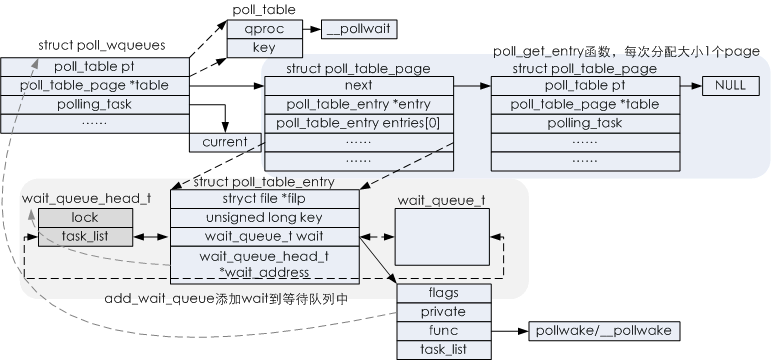 poll_table
qproc
key
__pollwait
struct poll_wqueues
poll_table pt
poll_table_page *table
polling_task
……
current
poll_get_entry函数，每次分配大小1个page
struct poll_table_page
next
poll_table_entry *entry
poll_table_entry entries[0]
……
……
struct poll_table_page
poll_table pt
poll_table_page *table
polling_task
……
……
NULL
struct poll_table_entry
stryct file *filp
unsigned long key
wait_queue_t wait
wait_queue_head_t
*wait_address
wait_queue_head_t
lock
task_list
wait_queue_t
add_wait_queue添加wait到等待队列中
flags
private
func
task_list
pollwake/__pollwake